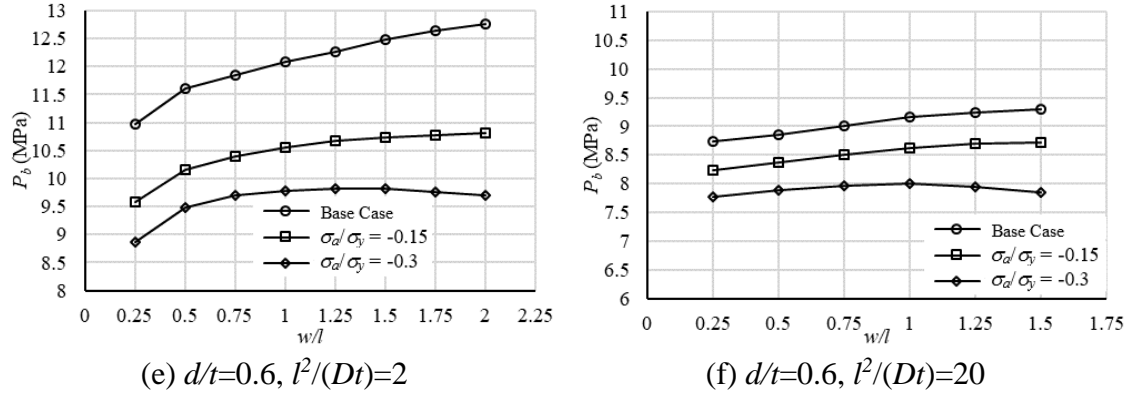 13
12.5
12
11.5
11
10.5
10
9.5
9
8.5
8
P_b (MPa)
0 0.25 0.5 0.75 1 1.25 1.5 1.75 2 2.25
w/l
Base Case
σ_a/σ_y = -0.15
σ_a/σ_y = -0.3
(e) d/t=0.6, l²/(Dt)=2
11
10.5
10
9.5
9
8.5
8
7.5
7
6.5
6
P_b (MPa)
0 0.25 0.5 0.75 1 1.25 1.5 1.75
w/l
Base Case
σ_a/σ_y = -0.15
σ_a/σ_y = -0.3
(f) d/t=0.6, l²/(Dt)=20